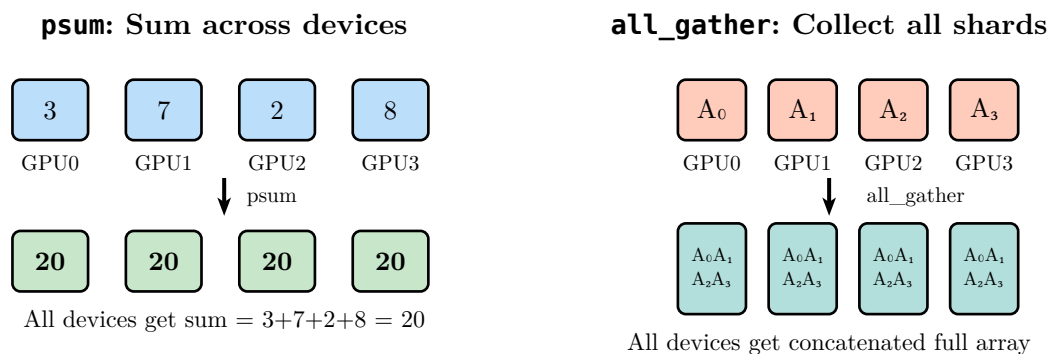 psum: Sum across devices
3 7 2 8
GPU0 GPU1 GPU2 GPU3
psum
20 20 20 20
All devices get sum = 3+7+2+8 = 20
all_gather: Collect all shards
A₀ A₁ A₂ A₃
GPU0 GPU1 GPU2 GPU3
all_gather
A₀A₁ A₀A₁ A₀A₁ A₀A₁
A₂A₃ A₂A₃ A₂A₃ A₂A₃
All devices get concatenated full array